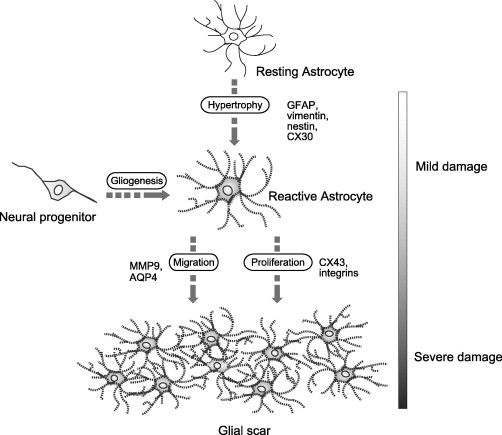 Resting Astrocyte
Hypertrophy
GFAP,
vimentin,
nestin,
CX30
Mild damage
Gliogenesis
Reactive Astrocyte
Neural progenitor
MMP9,
AQP4
Migration
Proliferation
CX43,
integrins
Severe damage
Glial scar